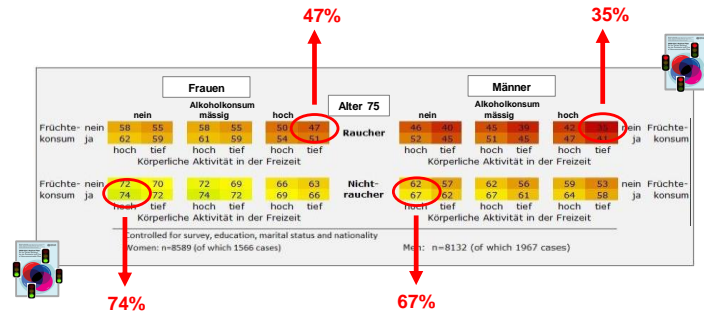 47%
35%
Frauen
Männer
Alter 75
Alkoholkonsum
nein mässig hoch
Alkoholkonsum
nein mässig hoch
Früchte- nein 58 55 58 55 50 47 Raucher 46 40 45 39 42 35 nein Früchte-
konsum ja 62 59 61 59 54 51 52 45 51 45 47 41 ja konsum
hoch tief hoch tief hoch tief hoch tief hoch tief hoch tief
Körperliche Aktivität in der Freizeit Körperliche Aktivität in der Freizeit
Früchte- nein 72 70 72 69 66 63 Nicht- 62 57 62 56 59 53 nein Früchte-
konsum ja 74 72 74 72 69 66 raucher 67 62 67 61 64 58 ja konsum
hoch tief hoch tief hoch tief hoch tief hoch tief hoch tief
Körperliche Aktivität in der Freizeit Körperliche Aktivität in der Freizeit
Controlled for survey, education, marital status and nationality
Women: n=8589 (of which 1566 cases) Men: n=8132 (of which 1967 cases)
74%
67%